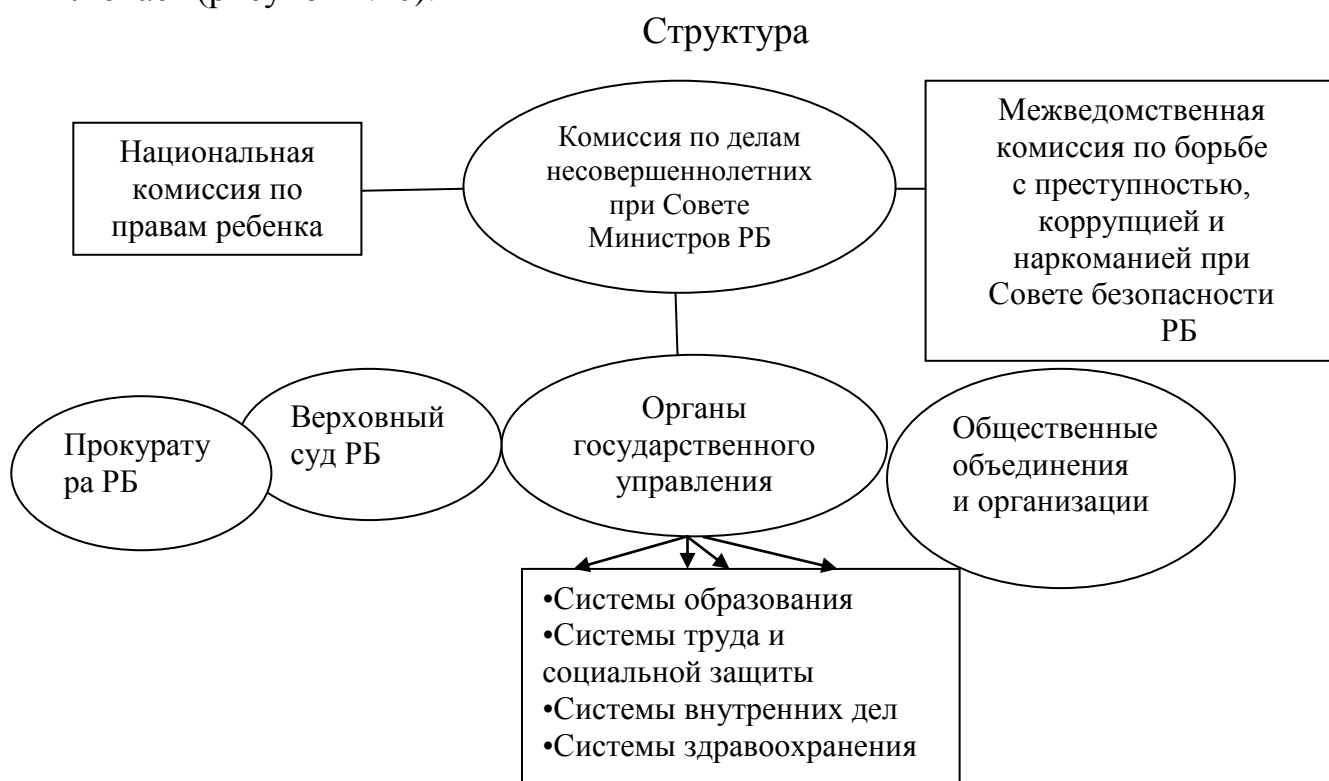 Структура
Национальная
комиссия по
правам ребенка
Комиссия по делам
несовершеннолетних
при Совете
Министров РБ
Межведомственная
комиссия по борьбе
с преступностью,
коррупцией и
наркоманией при
Совете безопасности
РБ
Прокурату
ра РБ
Верховный
суд РБ
Органы
государственного
управления
Общественные
объединения
и организации
•Системы образования
•Системы труда и
социальной защиты
•Системы внутренних дел
•Системы здравоохранения